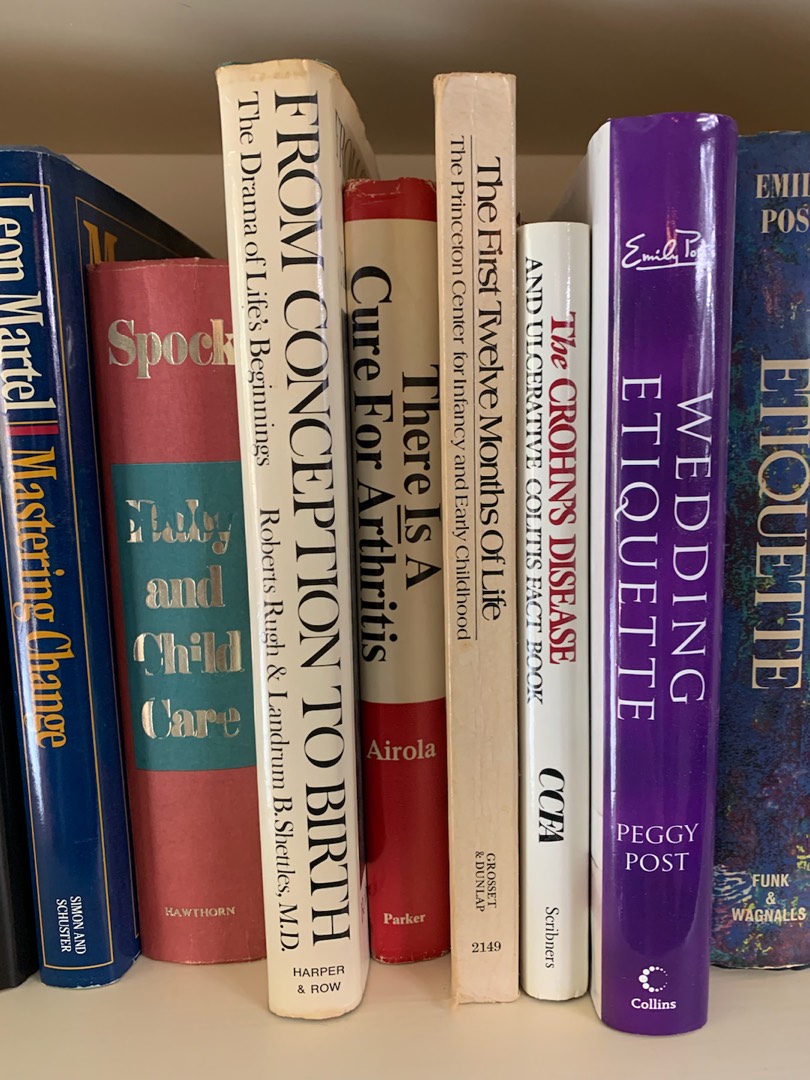 Leon Martel
Mastering Change
SIMON AND
SCHUSTER
M
Spock
Baby
and
Child
Care
HAWTHORN
FROM CONCEPTION TO BIRTH
The Drama of Life's Beginnings
Roberts Rugh & Landrum B. Shettles, M.D.
HARPER
& ROW
There Is A
Cure For Arthritis
Airola
Parker
The First Twelve Months Of Life
The Princeton Center for Infancy and Early Childhood
GROSSET
& DUNLAP
2149
The CROHN'S DISEASE
AND ULCERATIVE COLITIS FACT BOOK
CCFA
Scribners
Emily Post
WEDDING
ETIQUETTE
PEGGY
POST
Collins
EMIL
POS
ETIQUETTE
FUNK
&
WAGNALLS